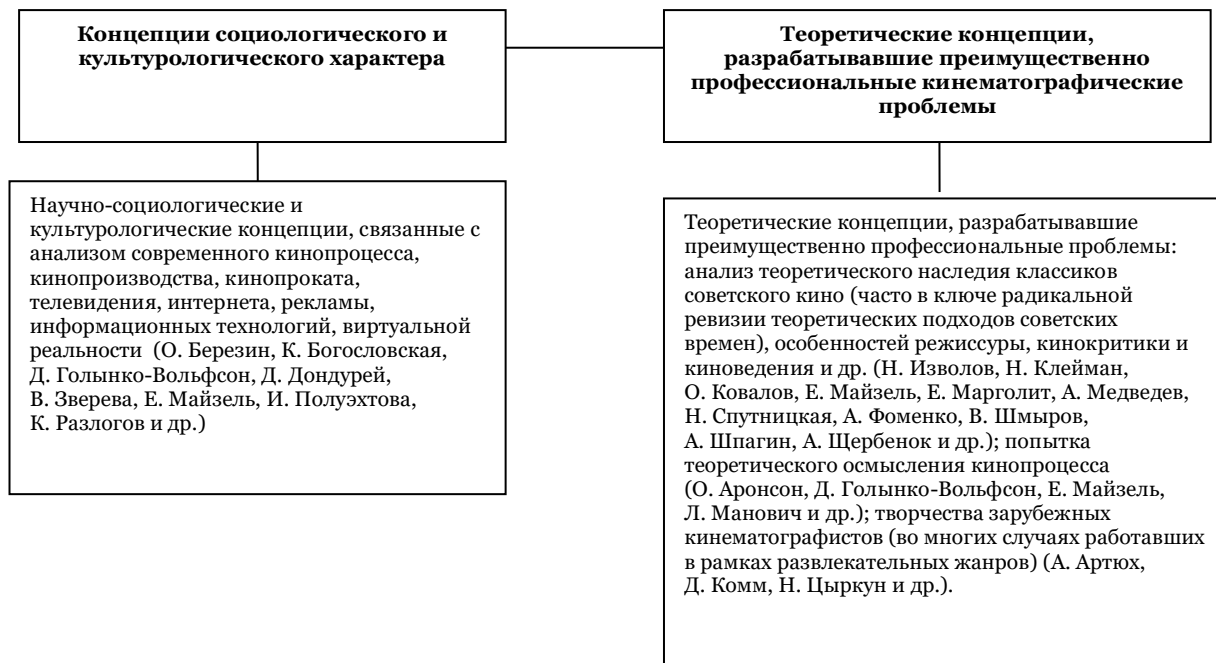 Концепции социологического и
культурологического характера
Теоретические концепции,
разрабатывавшие преимущественно
профессиональные кинематографические
проблемы
Научно-социологические и
культурологические концепции, связанные с
анализом современного кинопроцесса,
кинопроизводства, кинопроката,
телевидения, интернета, рекламы,
информационных технологий, виртуальной
реальности (О. Березин, К. Богословская,
Д. Голынко-Вольфсон, Д. Дондурей,
В. Зверева, Е. Майзель, И. Полуэхтова,
К. Разлогов и др.)
Теоретические концепции, разрабатывавшие
преимущественно профессиональные проблемы:
анализ теоретического наследия классиков
советского кино (часто в ключе радикальной
ревизии теоретических подходов советских
времен), особенностей режиссуры, кинокритики и
киноведения и др. (Н. Изволов, Н. Клейман,
О. Ковалов, Е. Майзель, Е. Марголит, А. Медведев,
Н. Спутницкая, А. Фоменко, В. Шмыров,
А. Шпагин, А. Щербенок и др.); попытка
теоретического осмысления кинопроцесса
(О. Аронсон, Д. Голынко-Вольфсон, Е. Майзель,
Л. Манович и др.); творчества зарубежных
кинематографистов (во многих случаях работавших
в рамках развлекательных жанров) (А. Артюх,
Д. Комм, Н. Цыркун и др.).